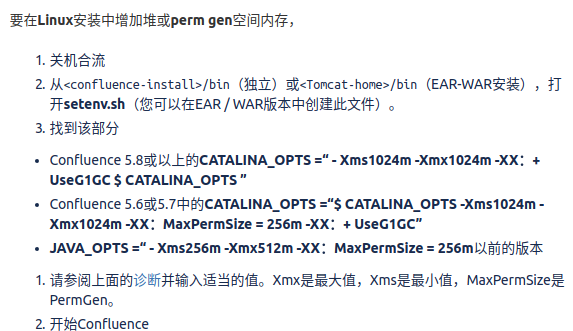 要在Linux安装中增加堆或perm gen空间内存，
1. 关机合流
2. 从<confluence-install>/bin（独立）或<Tomcat-home>/bin（EAR-WAR安装），打
开setenv.sh（您可以在EAR / WAR版本中创建此文件）。
3. 找到该部分
• Confluence 5.8或以上的CATALINA_OPTS =“ - Xms1024m -Xmx1024m -XX：+
UseG1GC $ CATALINA_OPTS ”
• Confluence 5.6或5.7中的CATALINA_OPTS =“$ CATALINA_OPTS -Xms1024m -
Xmx1024m -XX：MaxPermSize = 256m -XX：+ UseG1GC”
• JAVA_OPTS =“ - Xms256m -Xmx512m -XX：MaxPermSize = 256m以前的版本
1. 请参阅上面的诊断并输入适当的值。Xmx是最大值，Xms是最小值，MaxPermSize是
PermGen。
2. 开始Confluence